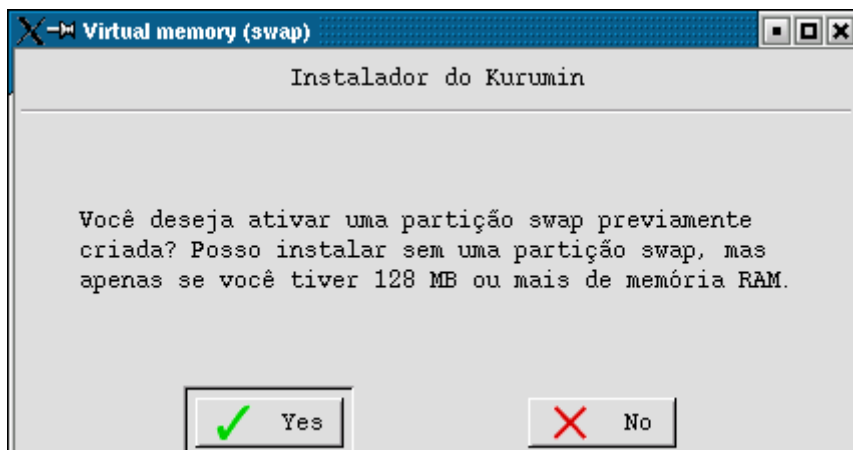 Virtual memory (swap)
Instalador do Kurumin
Você deseja ativar uma partição swap previamente
criada? Posso instalar sem uma partição swap, mas
apenas se você tiver 128 MB ou mais de memória RAM.
Yes
No